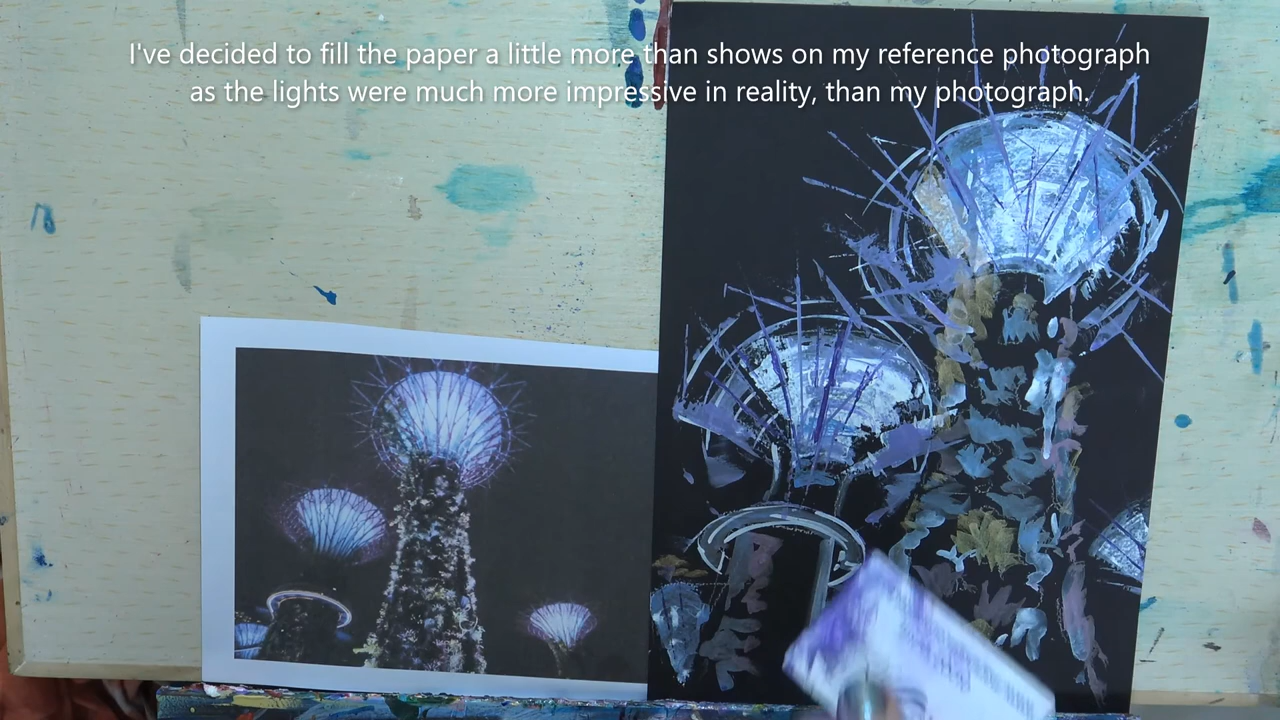 I've decided to fill the paper a little more than shows on my reference photograph
as the lights were much more impressive in reality, than my photograph.